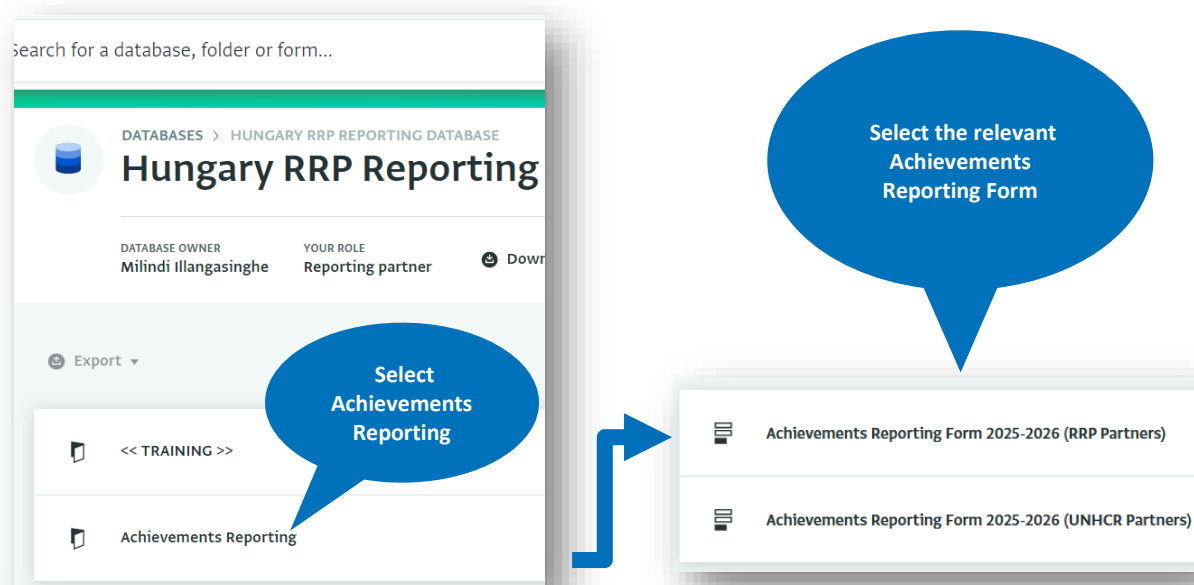 Search for a database, folder or form...
DATABASES > HUNGARY RRP REPORTING DATABASE
Hungary RRP Reporting
DATABASE OWNER
Milindi Illangasinghe
YOUR ROLE
Reporting partner
Export
Select
Achievements
Reporting
<< TRAINING >>
Achievements Reporting
Select the relevant
Achievements
Reporting Form
Achievements Reporting Form 2025-2026 (RRP Partners)
Achievements Reporting Form 2025-2026 (UNHCR Partners)